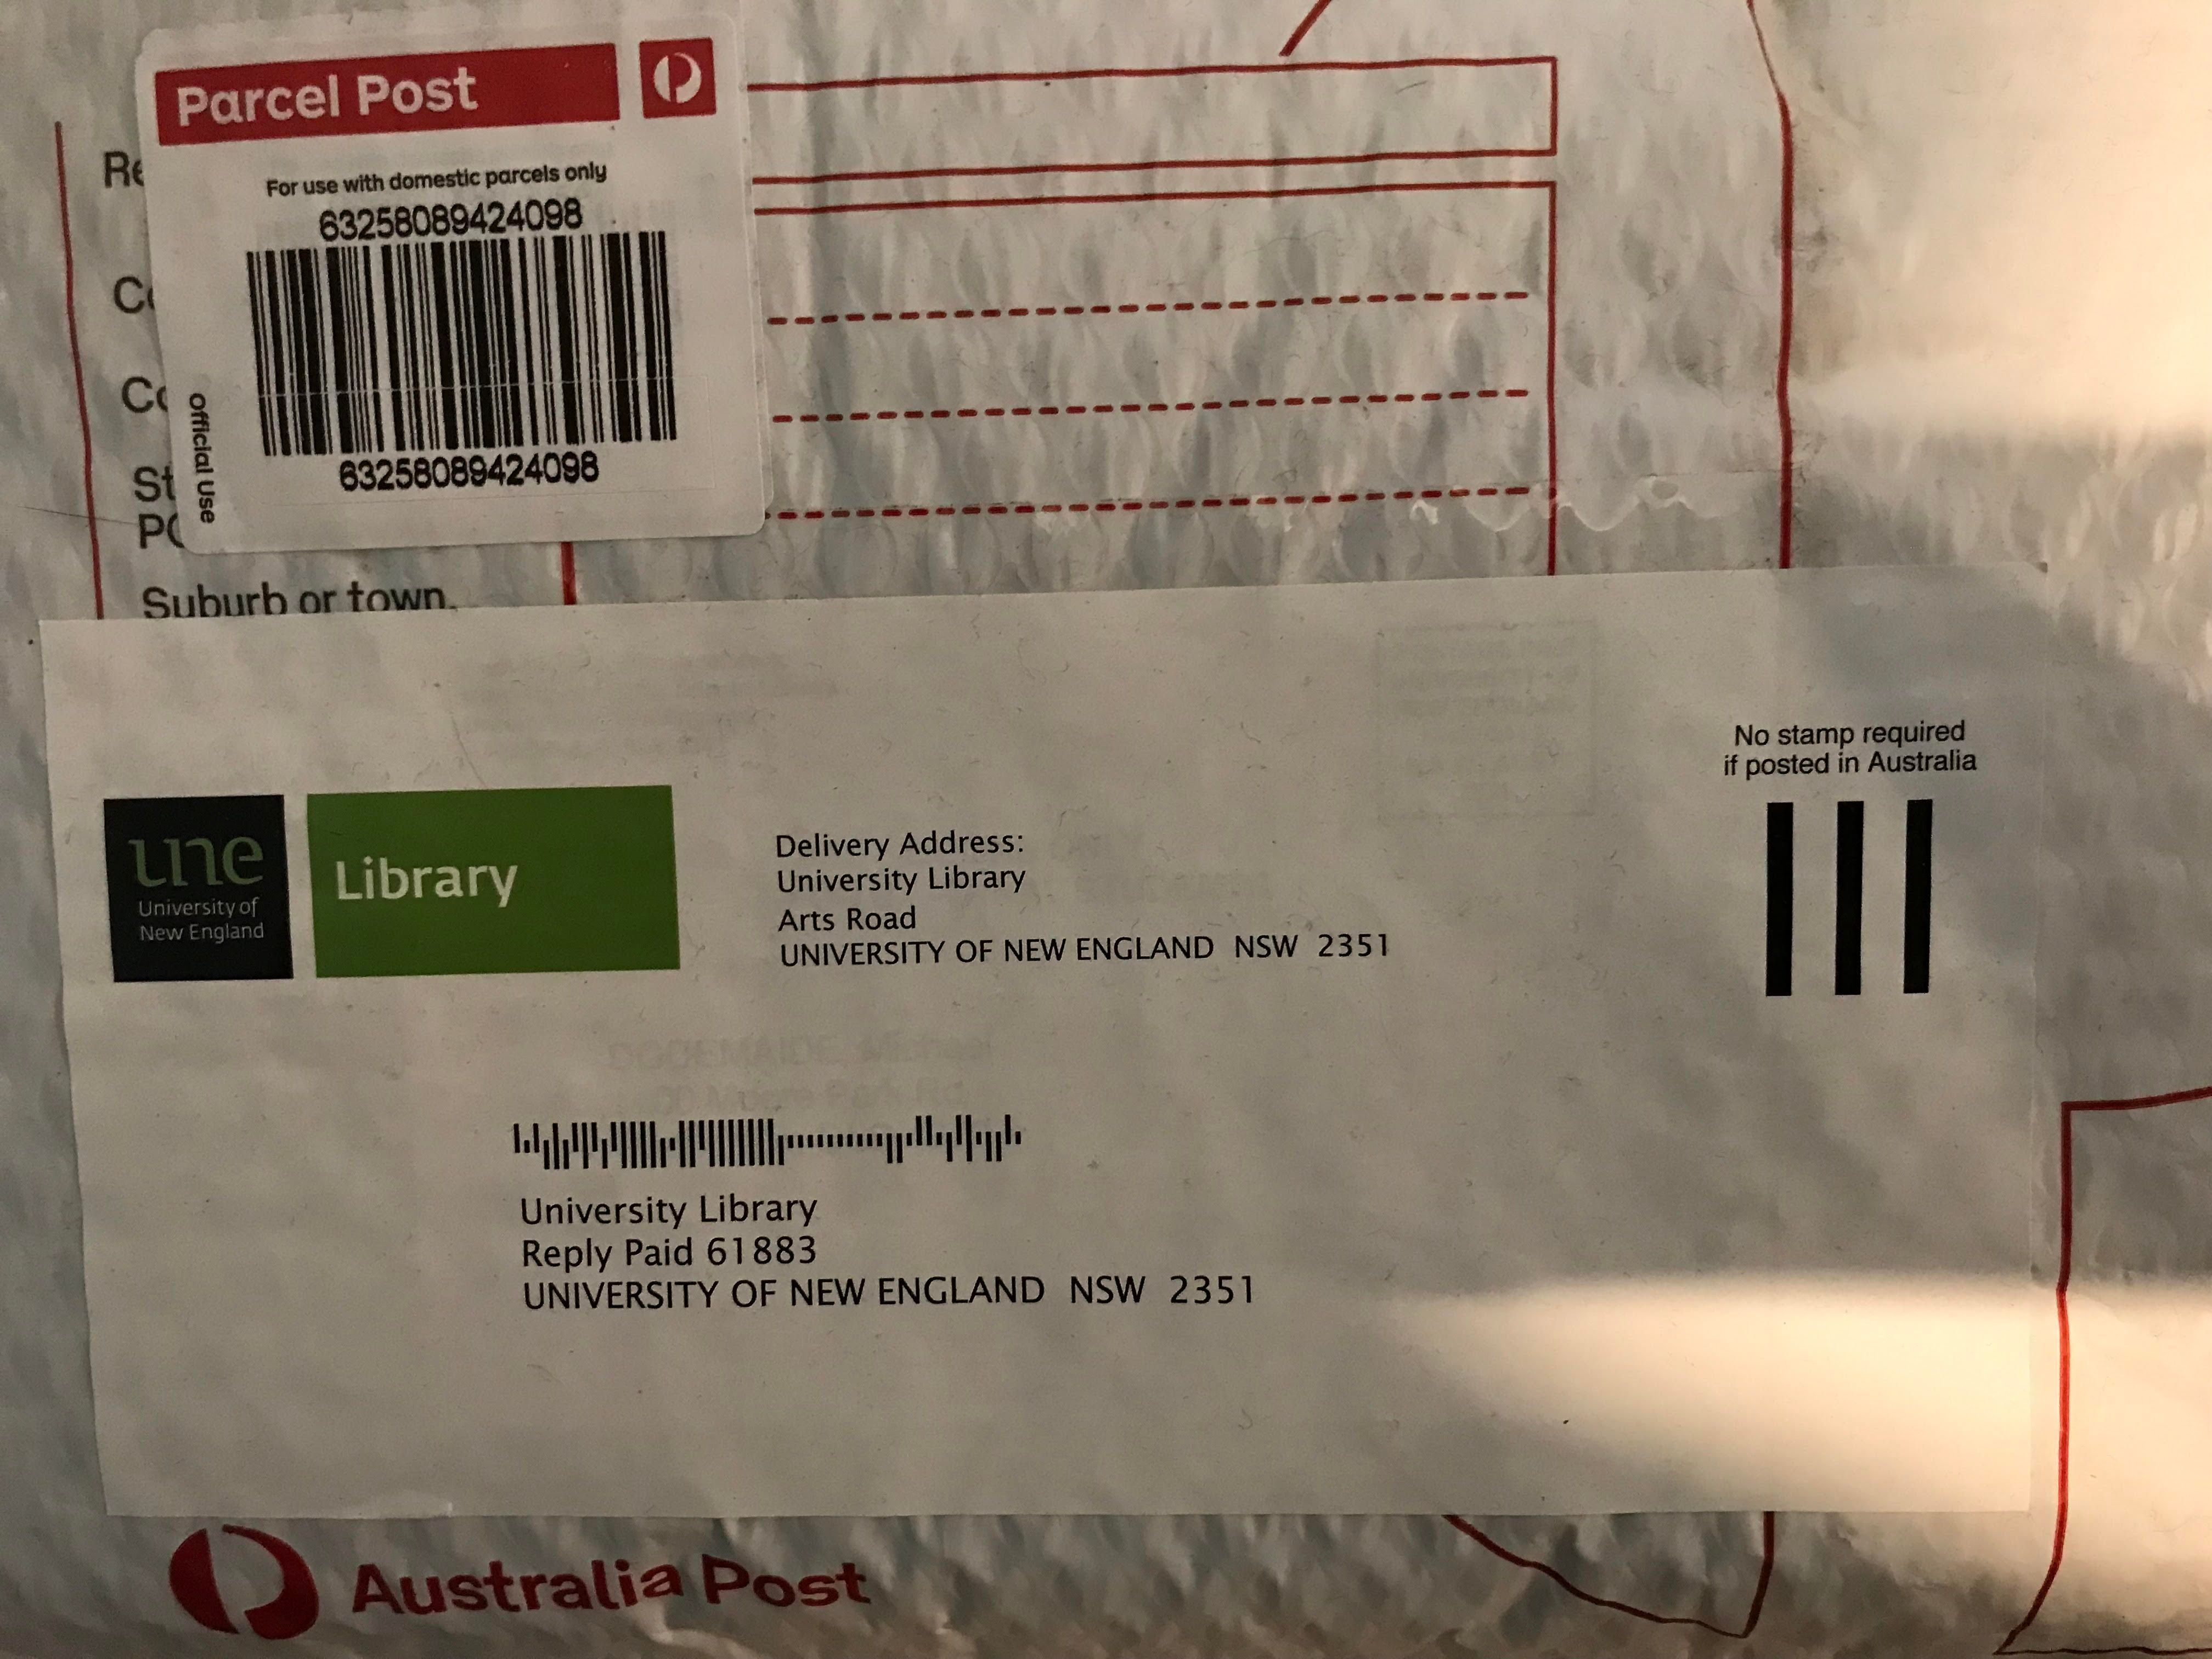 Parcel Post
For use with domestic parcels only
63258089424098
63258089424098
Official Use
Suburb or town
No stamp required
if posted in Australia
une
University of
New England
Library
Delivery Address:
University Library
Arts Road
UNIVERSITY OF NEW ENGLAND NSW 2351
University Library
Reply Paid 61883
UNIVERSITY OF NEW ENGLAND NSW 2351
Australia Post